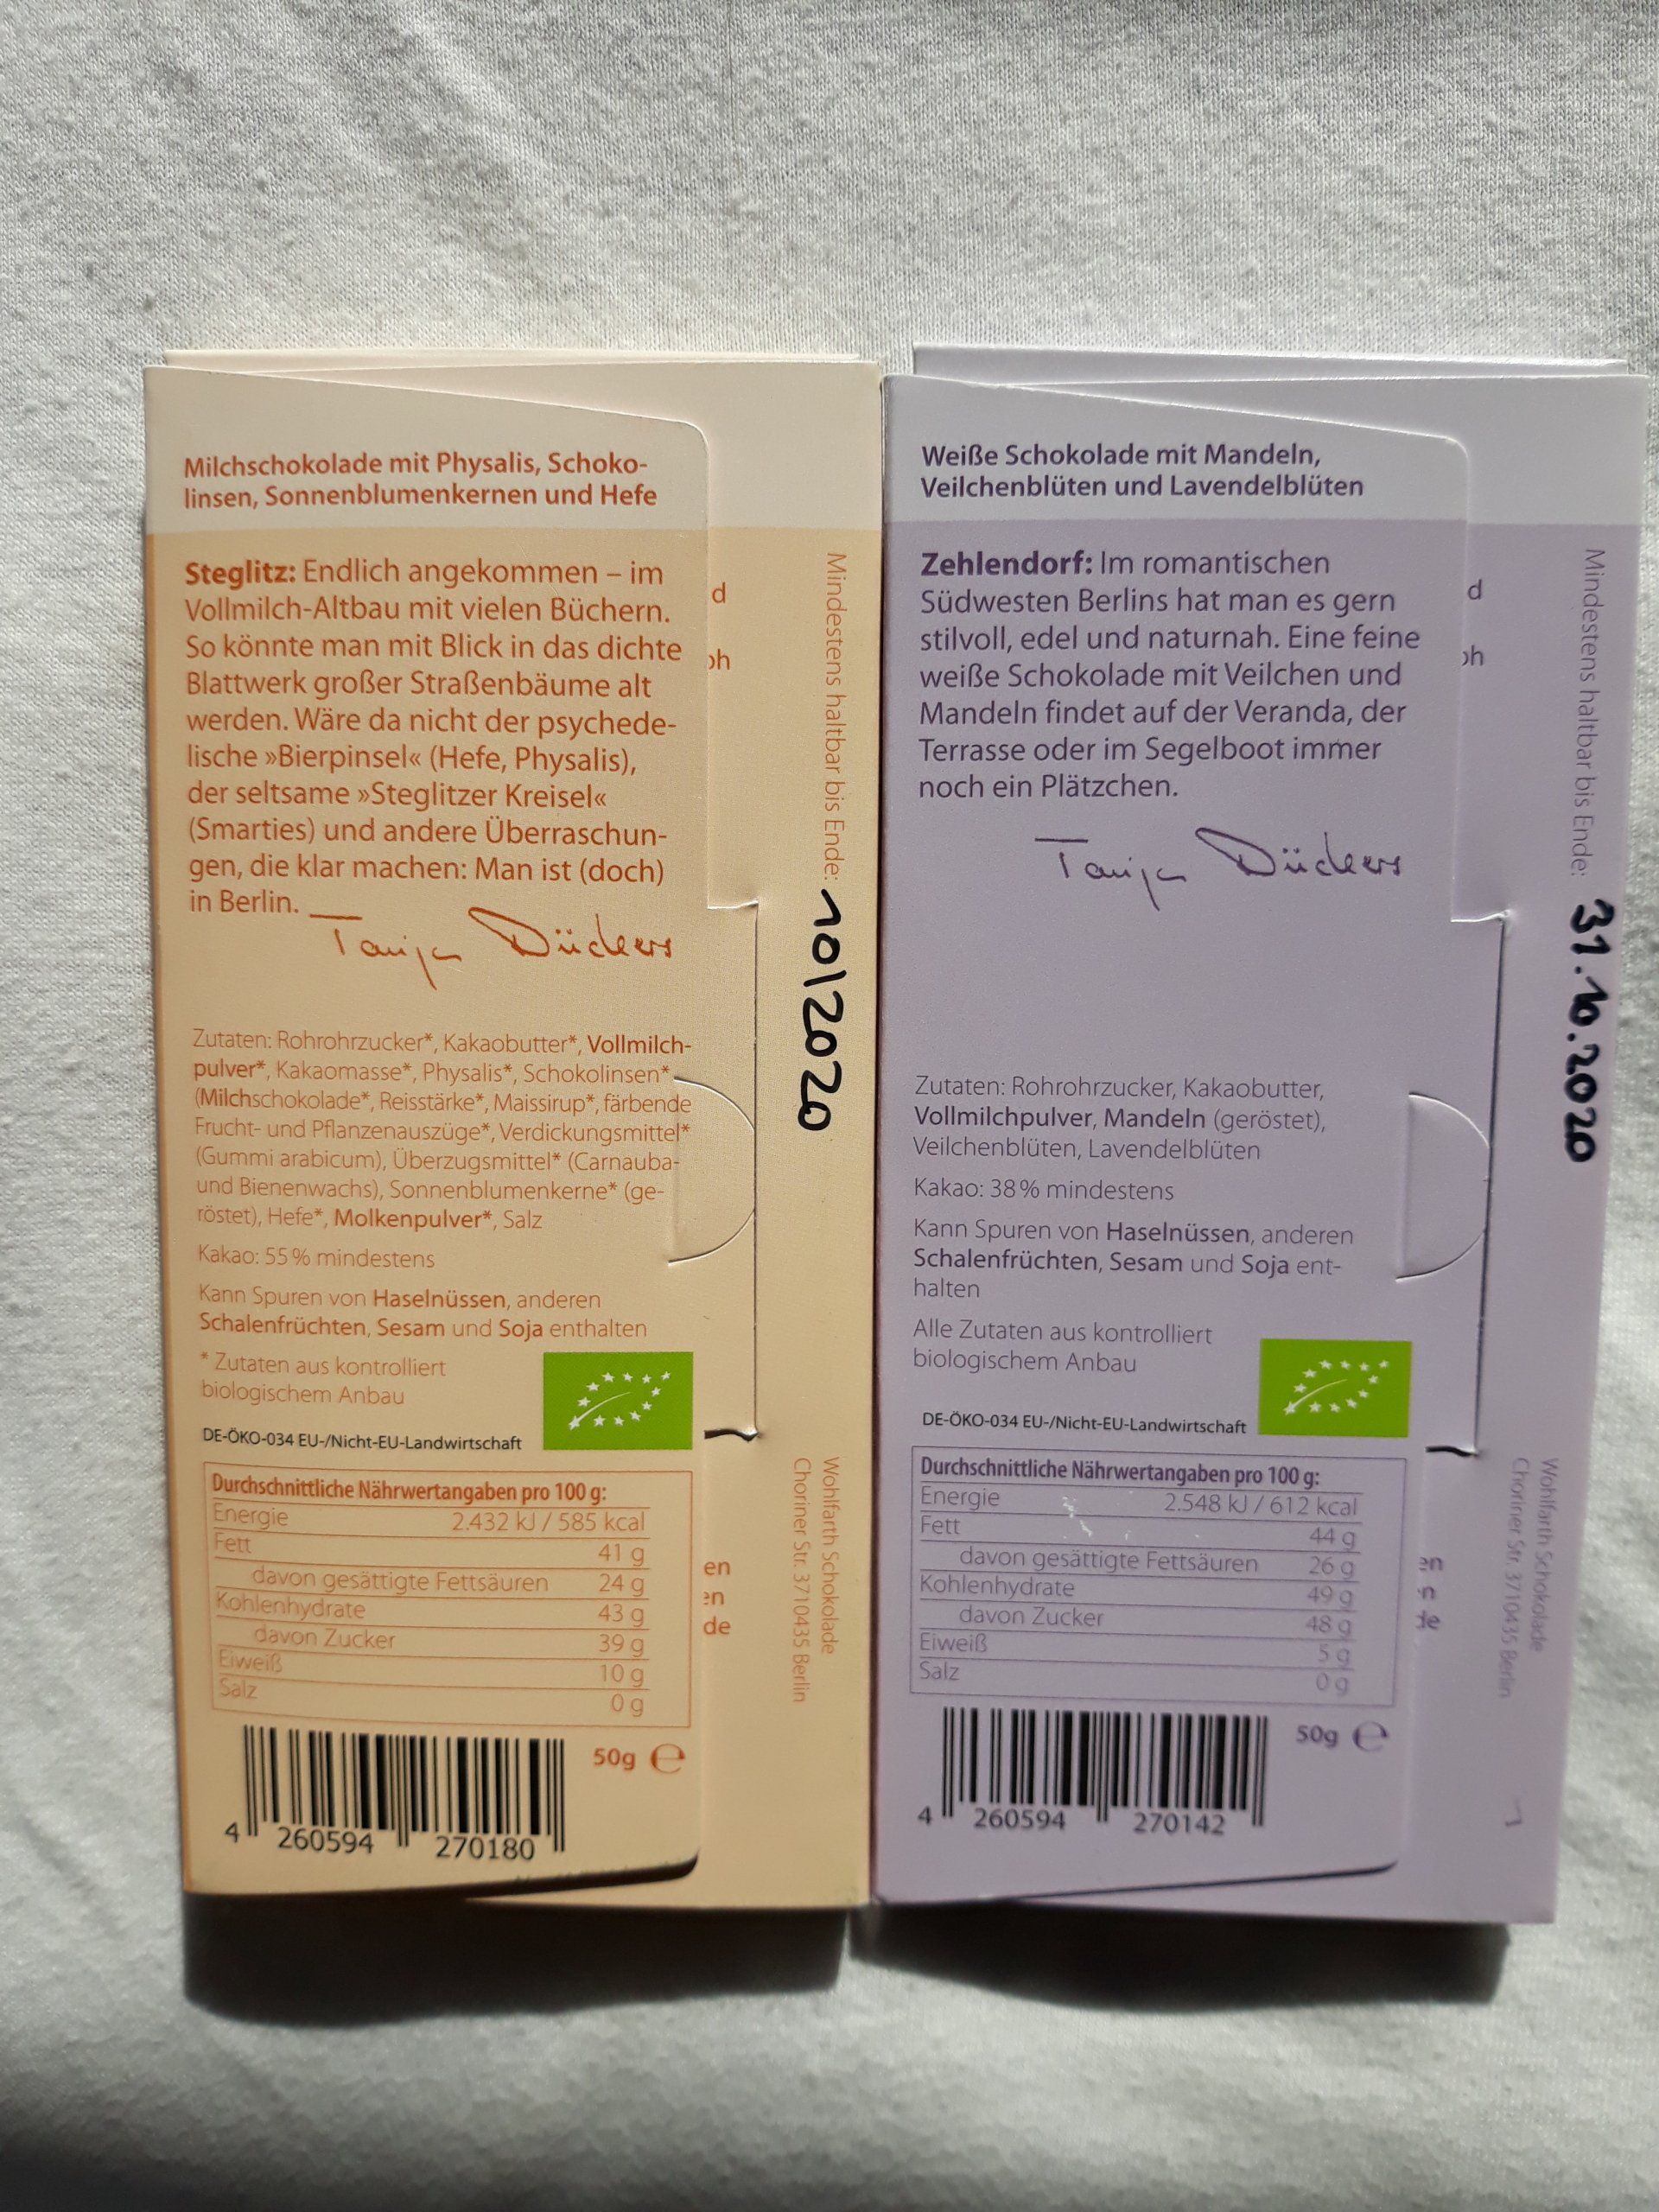 Milchschokolade mit Physalis, Schoko-
linsen, Sonnenblumenkernen und Hefe
Steglitz: Endlich angekommen – im
Vollmilch-Altbau mit vielen Büchern.
So könnte man mit Blick in das dichte
Blattwerk großer Straßenbäume alt
werden. Wäre da nicht der psychede-
lische »Bierpinsel« (Hefe, Physalis),
der seltsame »Steglitzer Kreisel«
(Smarties) und andere Überraschun-
gen, die klar machen: Man ist (doch)
in Berlin.
Tanja Dückers
Zutaten: Rohrohrzucker*, Kakaobutter*, Vollmilch-
pulver*, Kakaomasse*, Physalis*, Schokolinsen*
(Milchschokolade*, Reisstärke*, Maissirup*, färbende
Frucht- und Pflanzenauszüge*, Verdickungsmittel*
(Gummi arabicum), Überzugsmittel* (Carnauba-
und Bienenwachs), Sonnenblumenkerne* (ge-
röstet), Hefe*, Molkenpulver*, Salz
Kakao: 55% mindestens
Kann Spuren von Haselnüssen, anderen
Schalenfrüchten, Sesam und Soja enthalten
* Zutaten aus kontrolliert
biologischem Anbau
DE-ÖKO-034 EU-/Nicht-EU-Landwirtschaft
Durchschnittliche Nährwertangaben pro 100 g:
Energie 2.432 kJ / 585 kcal
Fett 41 g
davon gesättigte Fettsäuren 24 g
Kohlenhydrate 43 g
davon Zucker 39 g
Eiweiß 10 g
Salz 0 g
50g e
4 260594 270180
d
ph
en
en
de
Mindestens haltbar bis Ende: 10/2020
Wohlfarth Schokolade
Choriner Str. 37 10435 Berlin
Weiße Schokolade mit Mandeln,
Veilchenblüten und Lavendelblüten
Zehlendorf: Im romantischen
Südwesten Berlins hat man es gern
stilvoll, edel und naturnah. Eine feine
weiße Schokolade mit Veilchen und
Mandeln findet auf der Veranda, der
Terrasse oder im Segelboot immer
noch ein Plätzchen.
Tanja Dückers
Zutaten: Rohrohrzucker, Kakaobutter,
Vollmilchpulver, Mandeln (geröstet),
Veilchenblüten, Lavendelblüten
Kakao: 38% mindestens
Kann Spuren von Haselnüssen, anderen
Schalenfrüchten, Sesam und Soja ent-
halten
Alle Zutaten aus kontrolliert
biologischem Anbau
DE-ÖKO-034 EU-/Nicht-EU-Landwirtschaft
Durchschnittliche Nährwertangaben pro 100 g:
Energie 2.548 kJ / 612 kcal
Fett 44 g
davon gesättigte Fettsäuren 26 g
Kohlenhydrate 49 g
davon Zucker 48 g
Eiweiß 5 g
Salz 0 g
50g e
4 260594 270142
d
ph
en
n
de
Mindestens haltbar bis Ende: 31.10.2020
Wohlfarth Schokolade
Choriner Str. 37 10435 Berlin